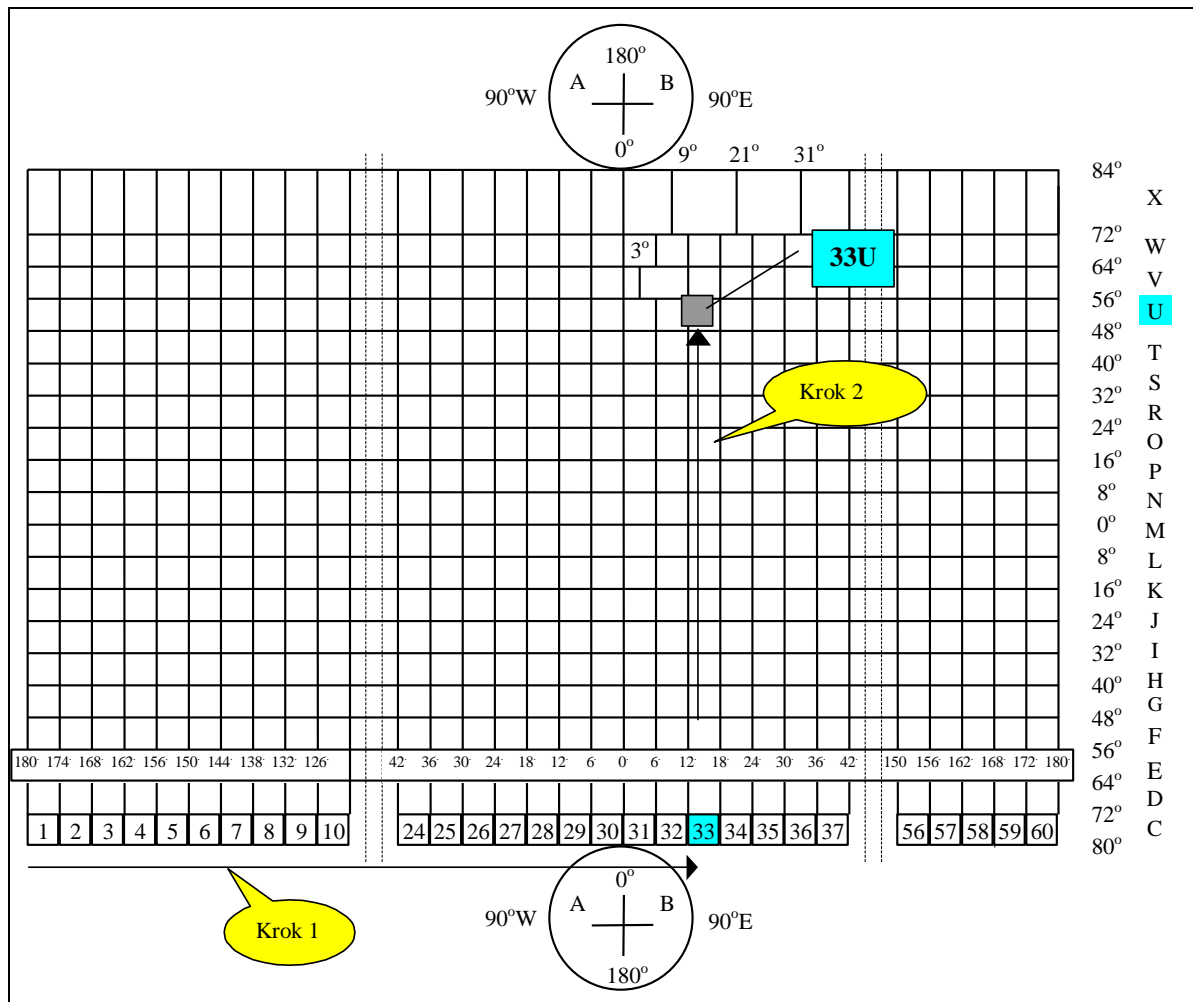 180°
A B
90°W 90°E
0°
9° 21° 31°
84°
X
72°
3°
33U
W
64°
V
56°
U
48°
T
40°
Krok 2
S
32°
R
24°
O
16°
P
8°
N
0°
M
8°
L
16°
K
24°
J
32°
I
40°
H
G
48°
F
56°
180 174 168 162 156 150 144 138 132 126 42 36 30 24 18 12 6 0 6 12 18 24 30 36 42 150 156 162 168 172 180
E
64°
D
72°
1 2 3 4 5 6 7 8 9 10 24 25 26 27 28 29 30 31 32 33 34 35 36 37 56 57 58 59 60
C
80°
0°
A B
90°W 90°E
180°
Krok 1